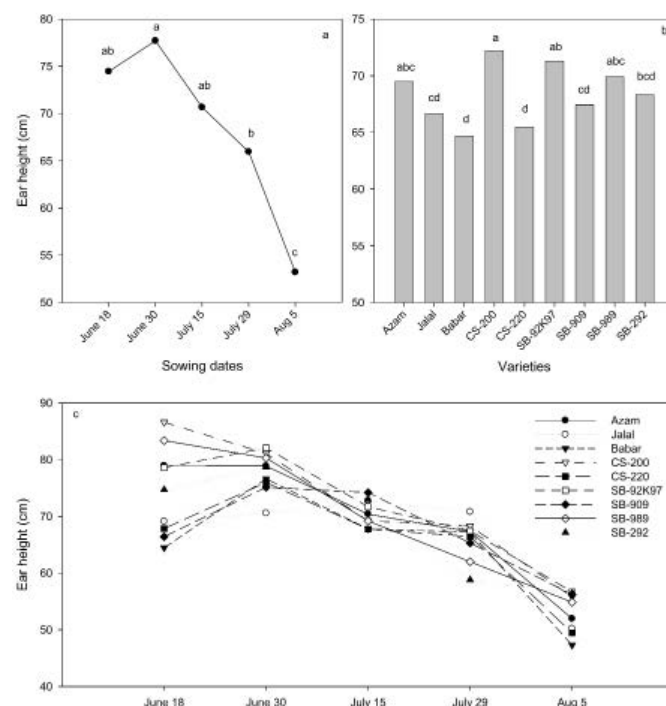 a
80
75
70
65
60
55
50
Ear height (cm)
ab
a
ab
b
c
June 18
June 30
July 15
July 29
Aug 5
Sowing dates
b
75
70
65
60
55
50
abc
cd
d
a
d
ab
cd
abc
bcd
Azam
Jalal
Babar
CS-200
CS-220
SB-92K97
SB-909
SB-989
SB-292
Varieties
c
90
80
70
60
50
40
Ear height (cm)
Azam
Jalal
Babar
CS-200
CS-220
SB-92K97
SB-909
SB-989
SB-292
June 18
June 30
July 15
July 29
Aug 5